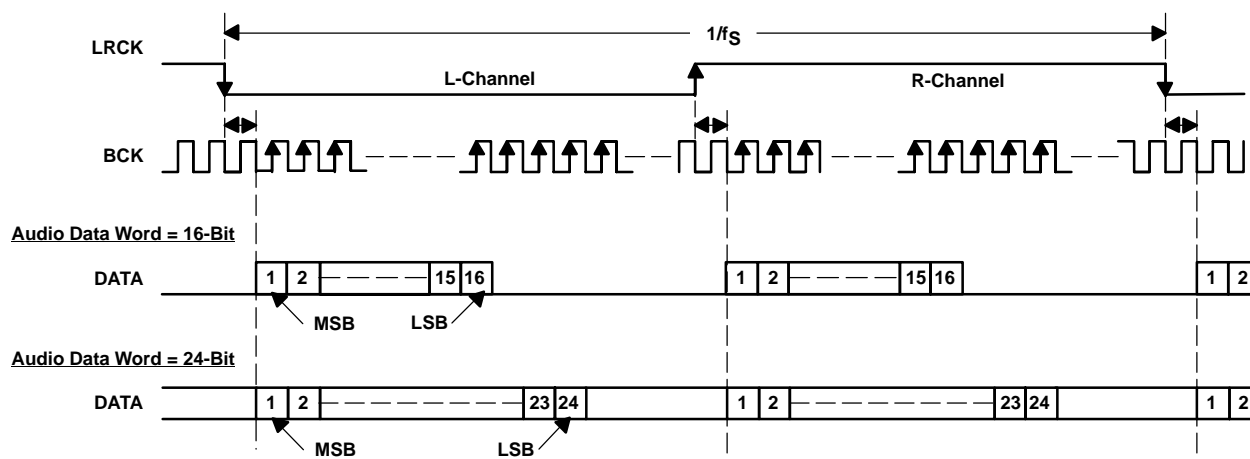 1/fS
LRCK
L-Channel
R-Channel
BCK
Audio Data Word = 16-Bit
DATA 1 2 15 16 1 2 15 16 1 2
MSB LSB
Audio Data Word = 24-Bit
DATA 1 2 23 24 1 2 23 24 1 2
MSB LSB